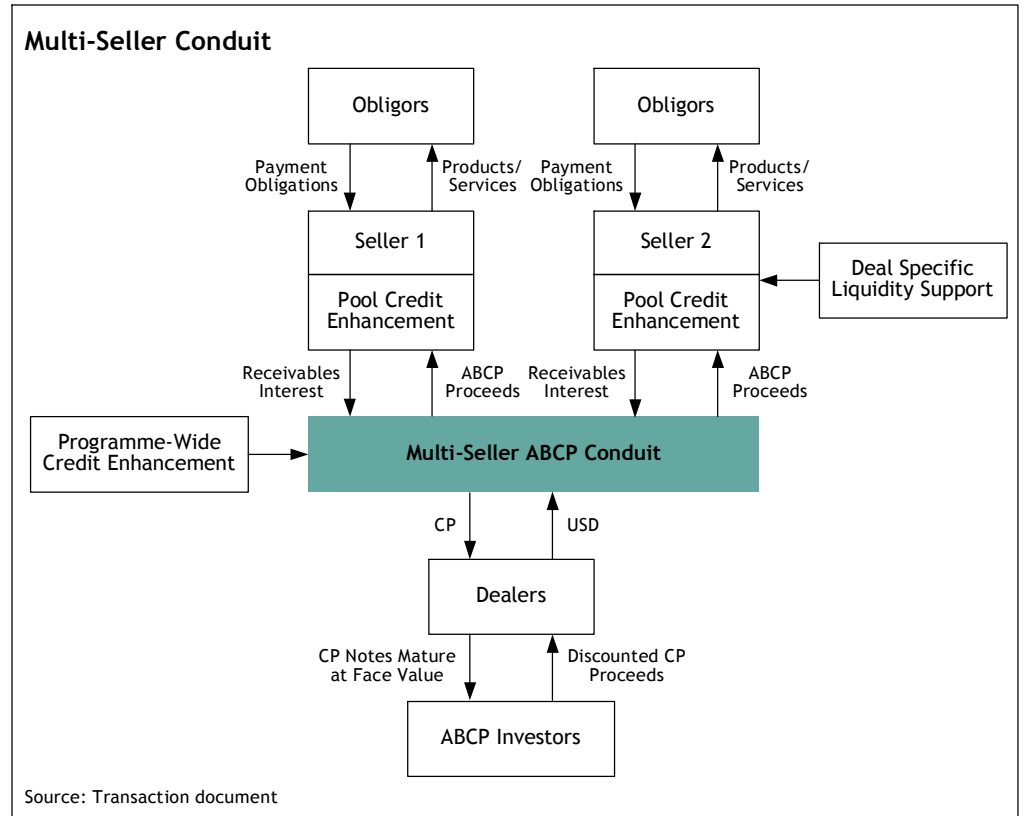 Multi-Seller Conduit
Obligors
Obligors
Payment
Obligations
Products/
Services
Payment
Obligations
Products/
Services
Seller 1
Seller 2
Deal Specific
Liquidity Support
Pool Credit
Enhancement
Pool Credit
Enhancement
Receivables
Interest
ABCP
Proceeds
Receivables
Interest
ABCP
Proceeds
Programme-Wide
Credit Enhancement
Multi-Seller ABCP Conduit
CP
USD
Dealers
CP Notes Mature
at Face Value
Discounted CP
Proceeds
ABCP Investors
Source: Transaction document